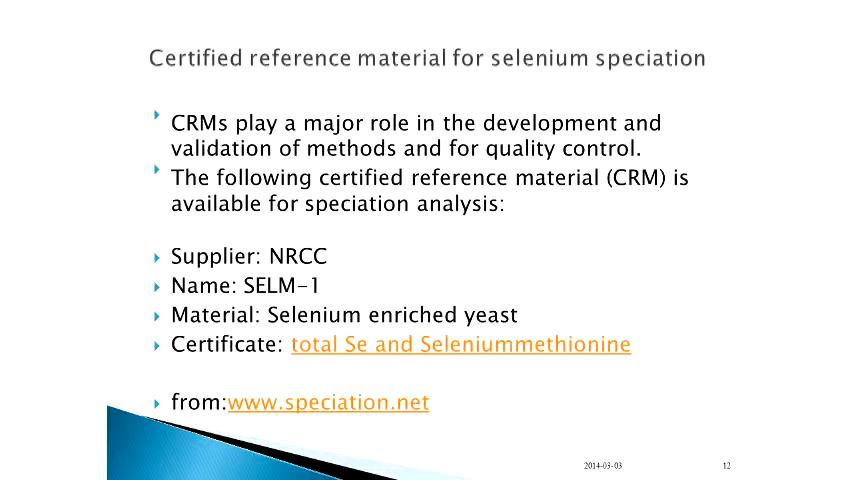 Certified reference material for selenium speciation
CRMs play a major role in the development and
validation of methods and for quality control.
The following certified reference material (CRM) is
available for speciation analysis:
Supplier: NRCC
Name: SELM-1
Material: Selenium enriched yeast
Certificate: total Se and Seleniummethionine
from:www.speciation.net
2014-03-03
12